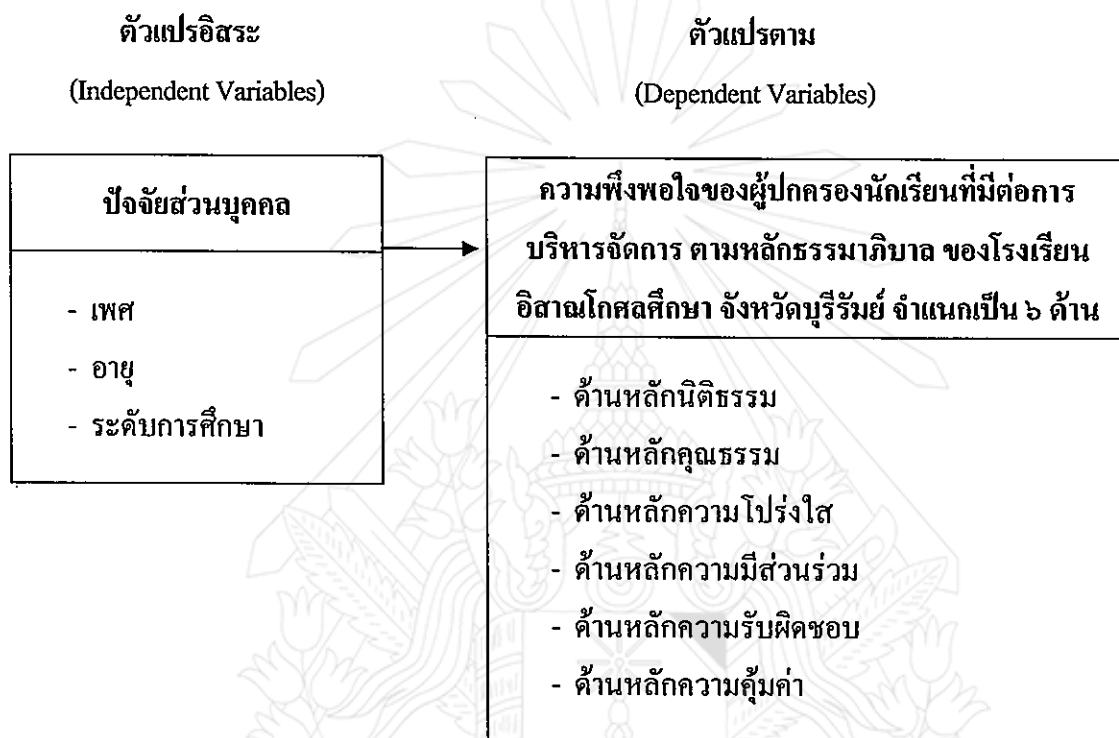 ตัวแปรอิสระ
(Independent Variables)
ปัจจัยส่วนบุคคล
- เพศ
- อายุ
- ระดับการศึกษา
ตัวแปรตาม
(Dependent Variables)
ความพึงพอใจของผู้ปกครองนักเรียนที่มีต่อการ
บริหารจัดการ ตามหลักธรรมาภิบาล ของโรงเรียน
อิสาณโกศลศึกษา จังหวัดบุรีรัมย์ จำแนกเป็น ๖ ด้าน
- ด้านหลักนิติธรรม
- ด้านหลักคุณธรรม
- ด้านหลักความโปร่งใส
- ด้านหลักความมีส่วนร่วม
- ด้านหลักความรับผิดชอบ
- ด้านหลักความคุ้มค่า